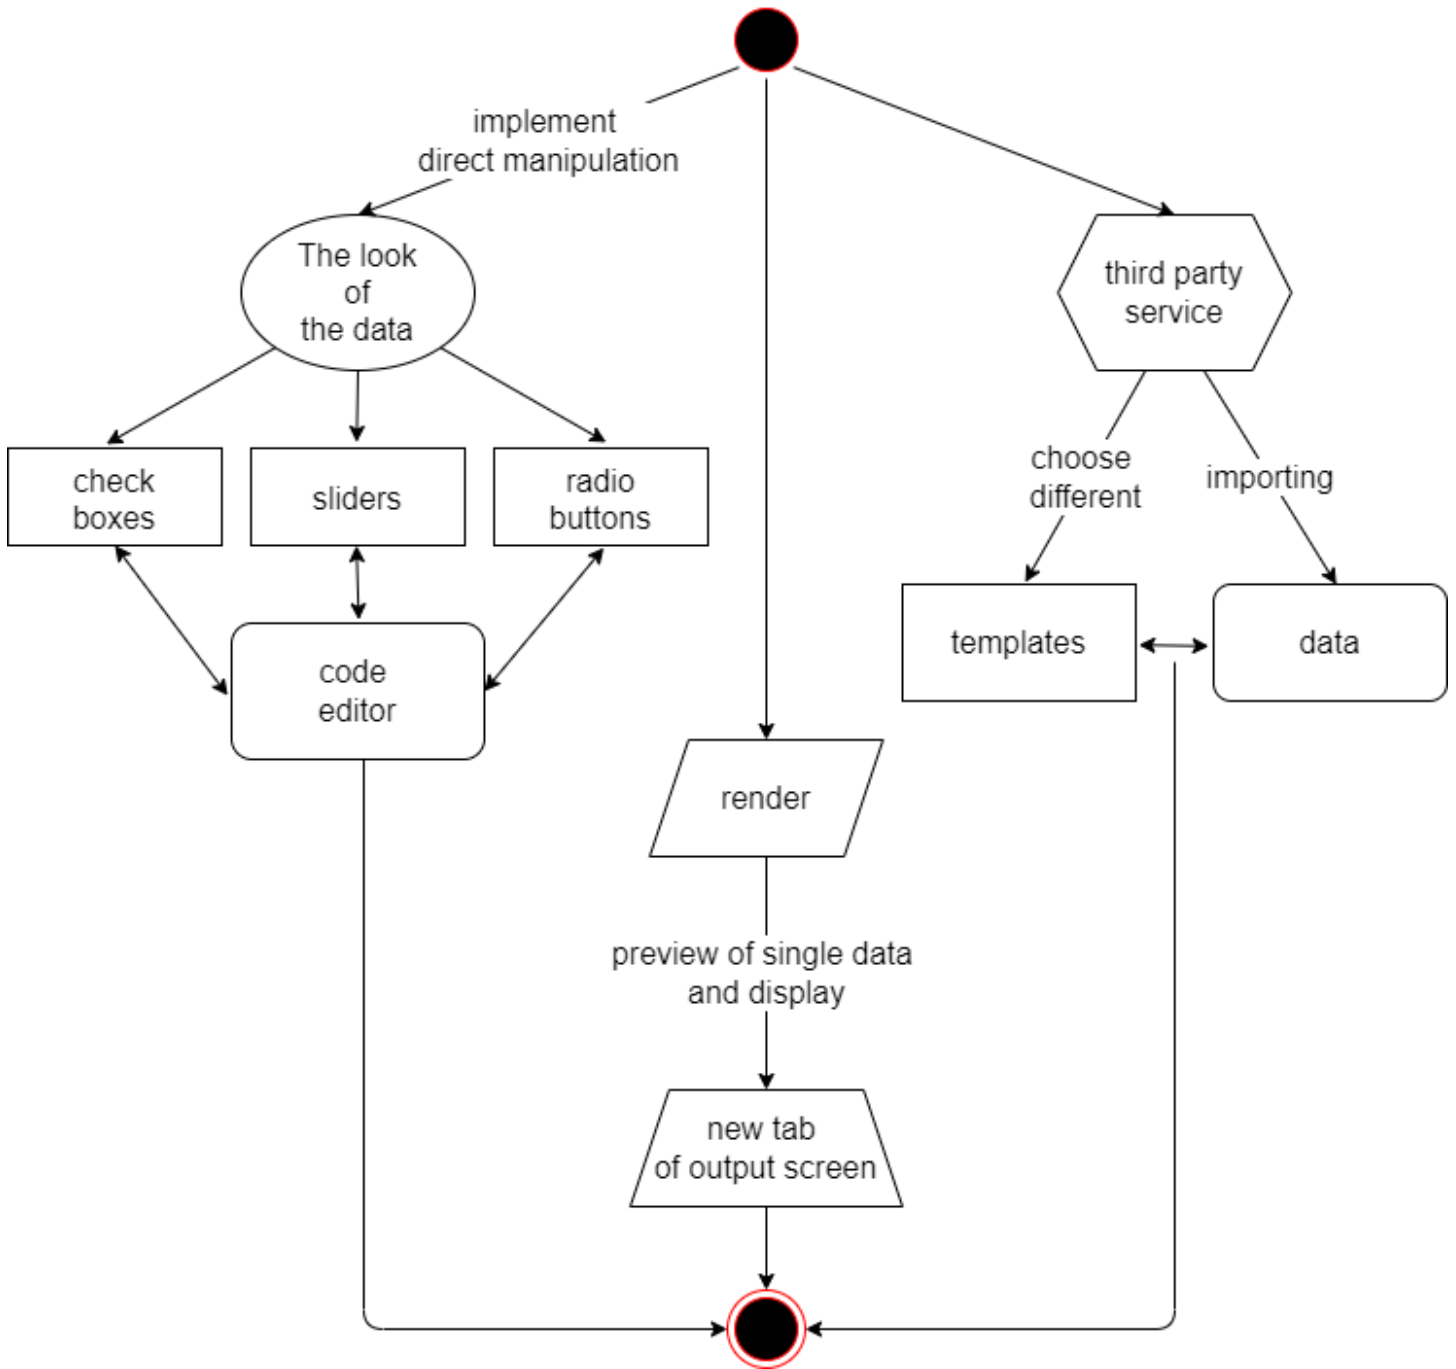 implement
direct manipulation
The look
of
the data
third party
service
check
boxes
sliders
radio
buttons
choose
different
importing
code
editor
templates
data
render
preview of single data
and display
new tab
of output screen